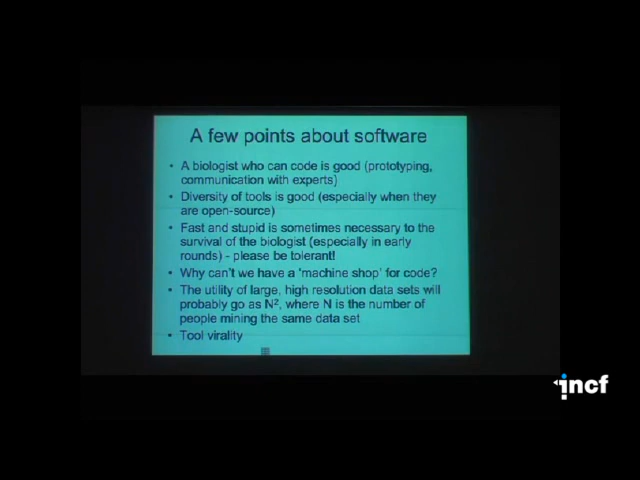 A few points about software
• A biologist who can code is good (prototyping,
communication with experts)
• Diversity of tools is good (especially when they
are open-source)
• Fast and stupid is sometimes necessary to the
survival of the biologist (especially in early
rounds) - please be tolerant!
• Why can't we have a 'machine shop' for code?
• The utility of large, high resolution data sets will
probably go as N², where N is the number of
people mining the same data set
• Tool virality
incf